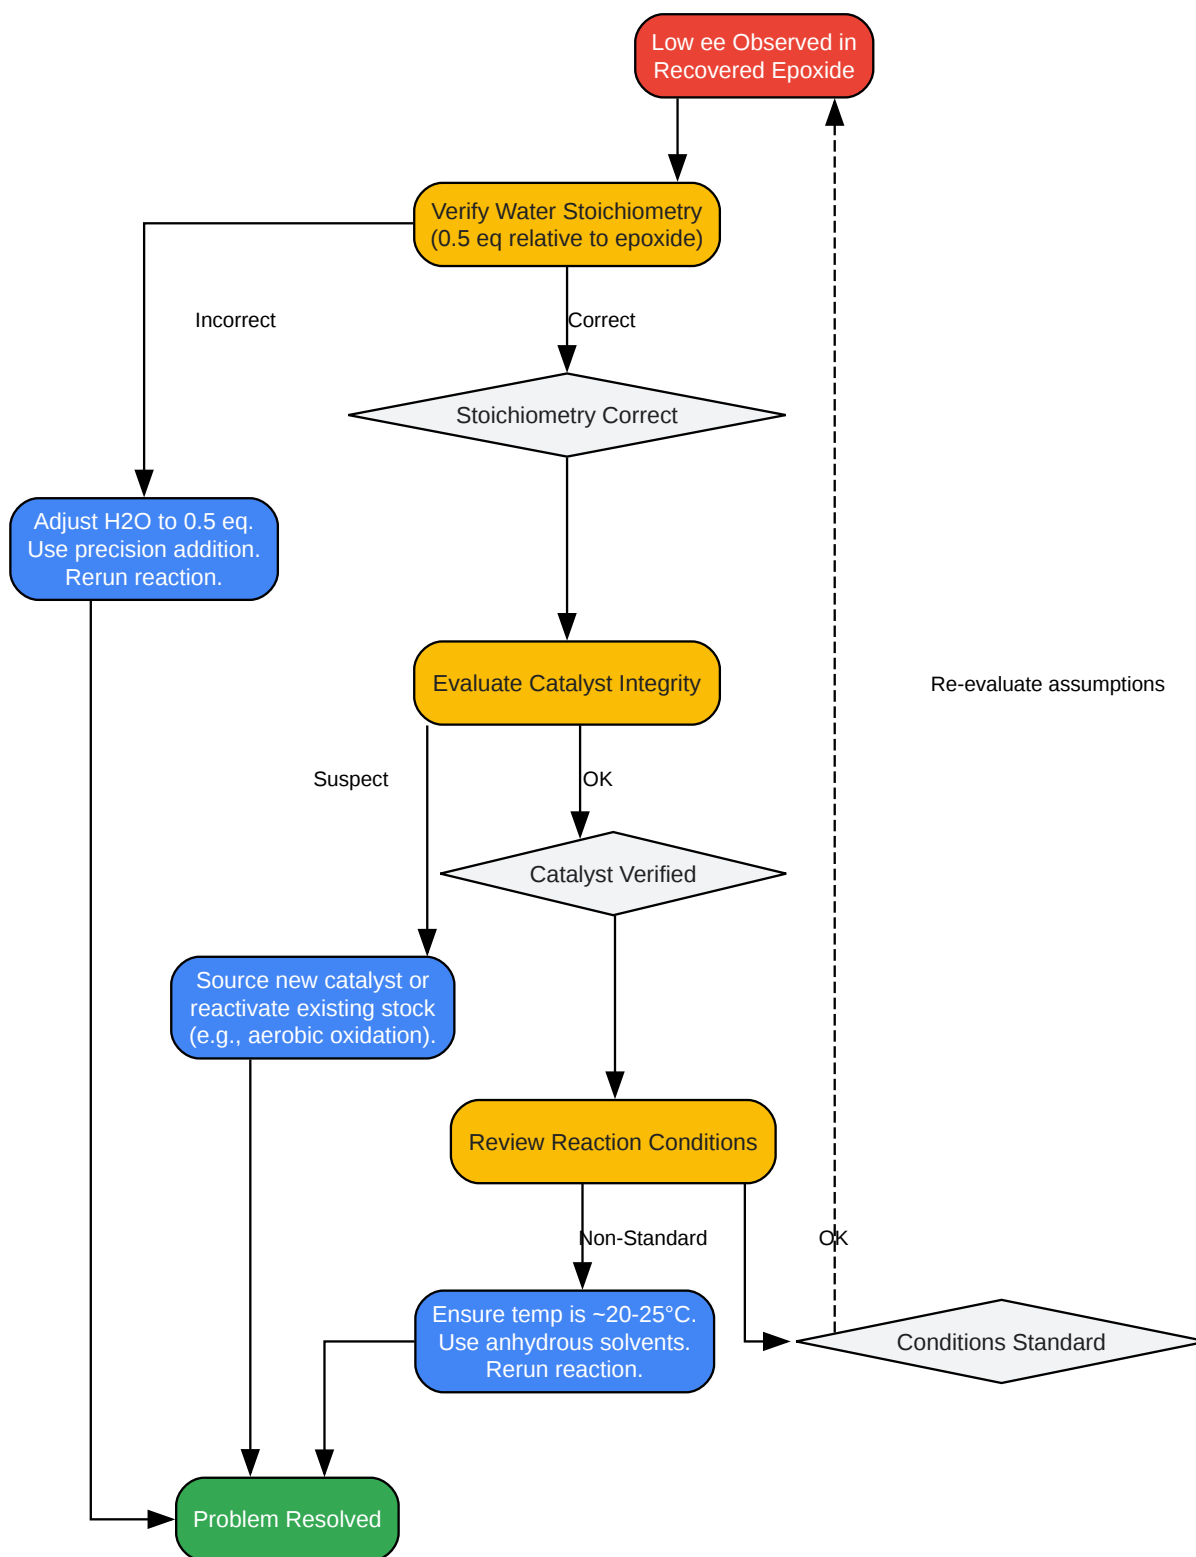 Low ee Observed in
Recovered Epoxide
Verify Water Stoichiometry
(0.5 eq relative to epoxide)
Incorrect
Correct
Stoichiometry Correct
Adjust H2O to 0.5 eq.
Use precision addition.
Rerun reaction.
Evaluate Catalyst Integrity
Re-evaluate assumptions
Suspect
OK
Catalyst Verified
Source new catalyst or
reactivate existing stock
(e.g., aerobic oxidation).
Review Reaction Conditions
Non-Standard
OK
Ensure temp is ~20-25°C.
Use anhydrous solvents.
Rerun reaction.
Conditions Standard
Problem Resolved